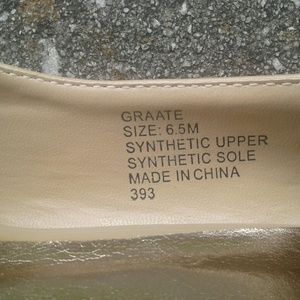 GRAATE
SIZE: 6.5M
SYNTHETIC UPPER
SYNTHETIC SOLE
MADE IN CHINA
393